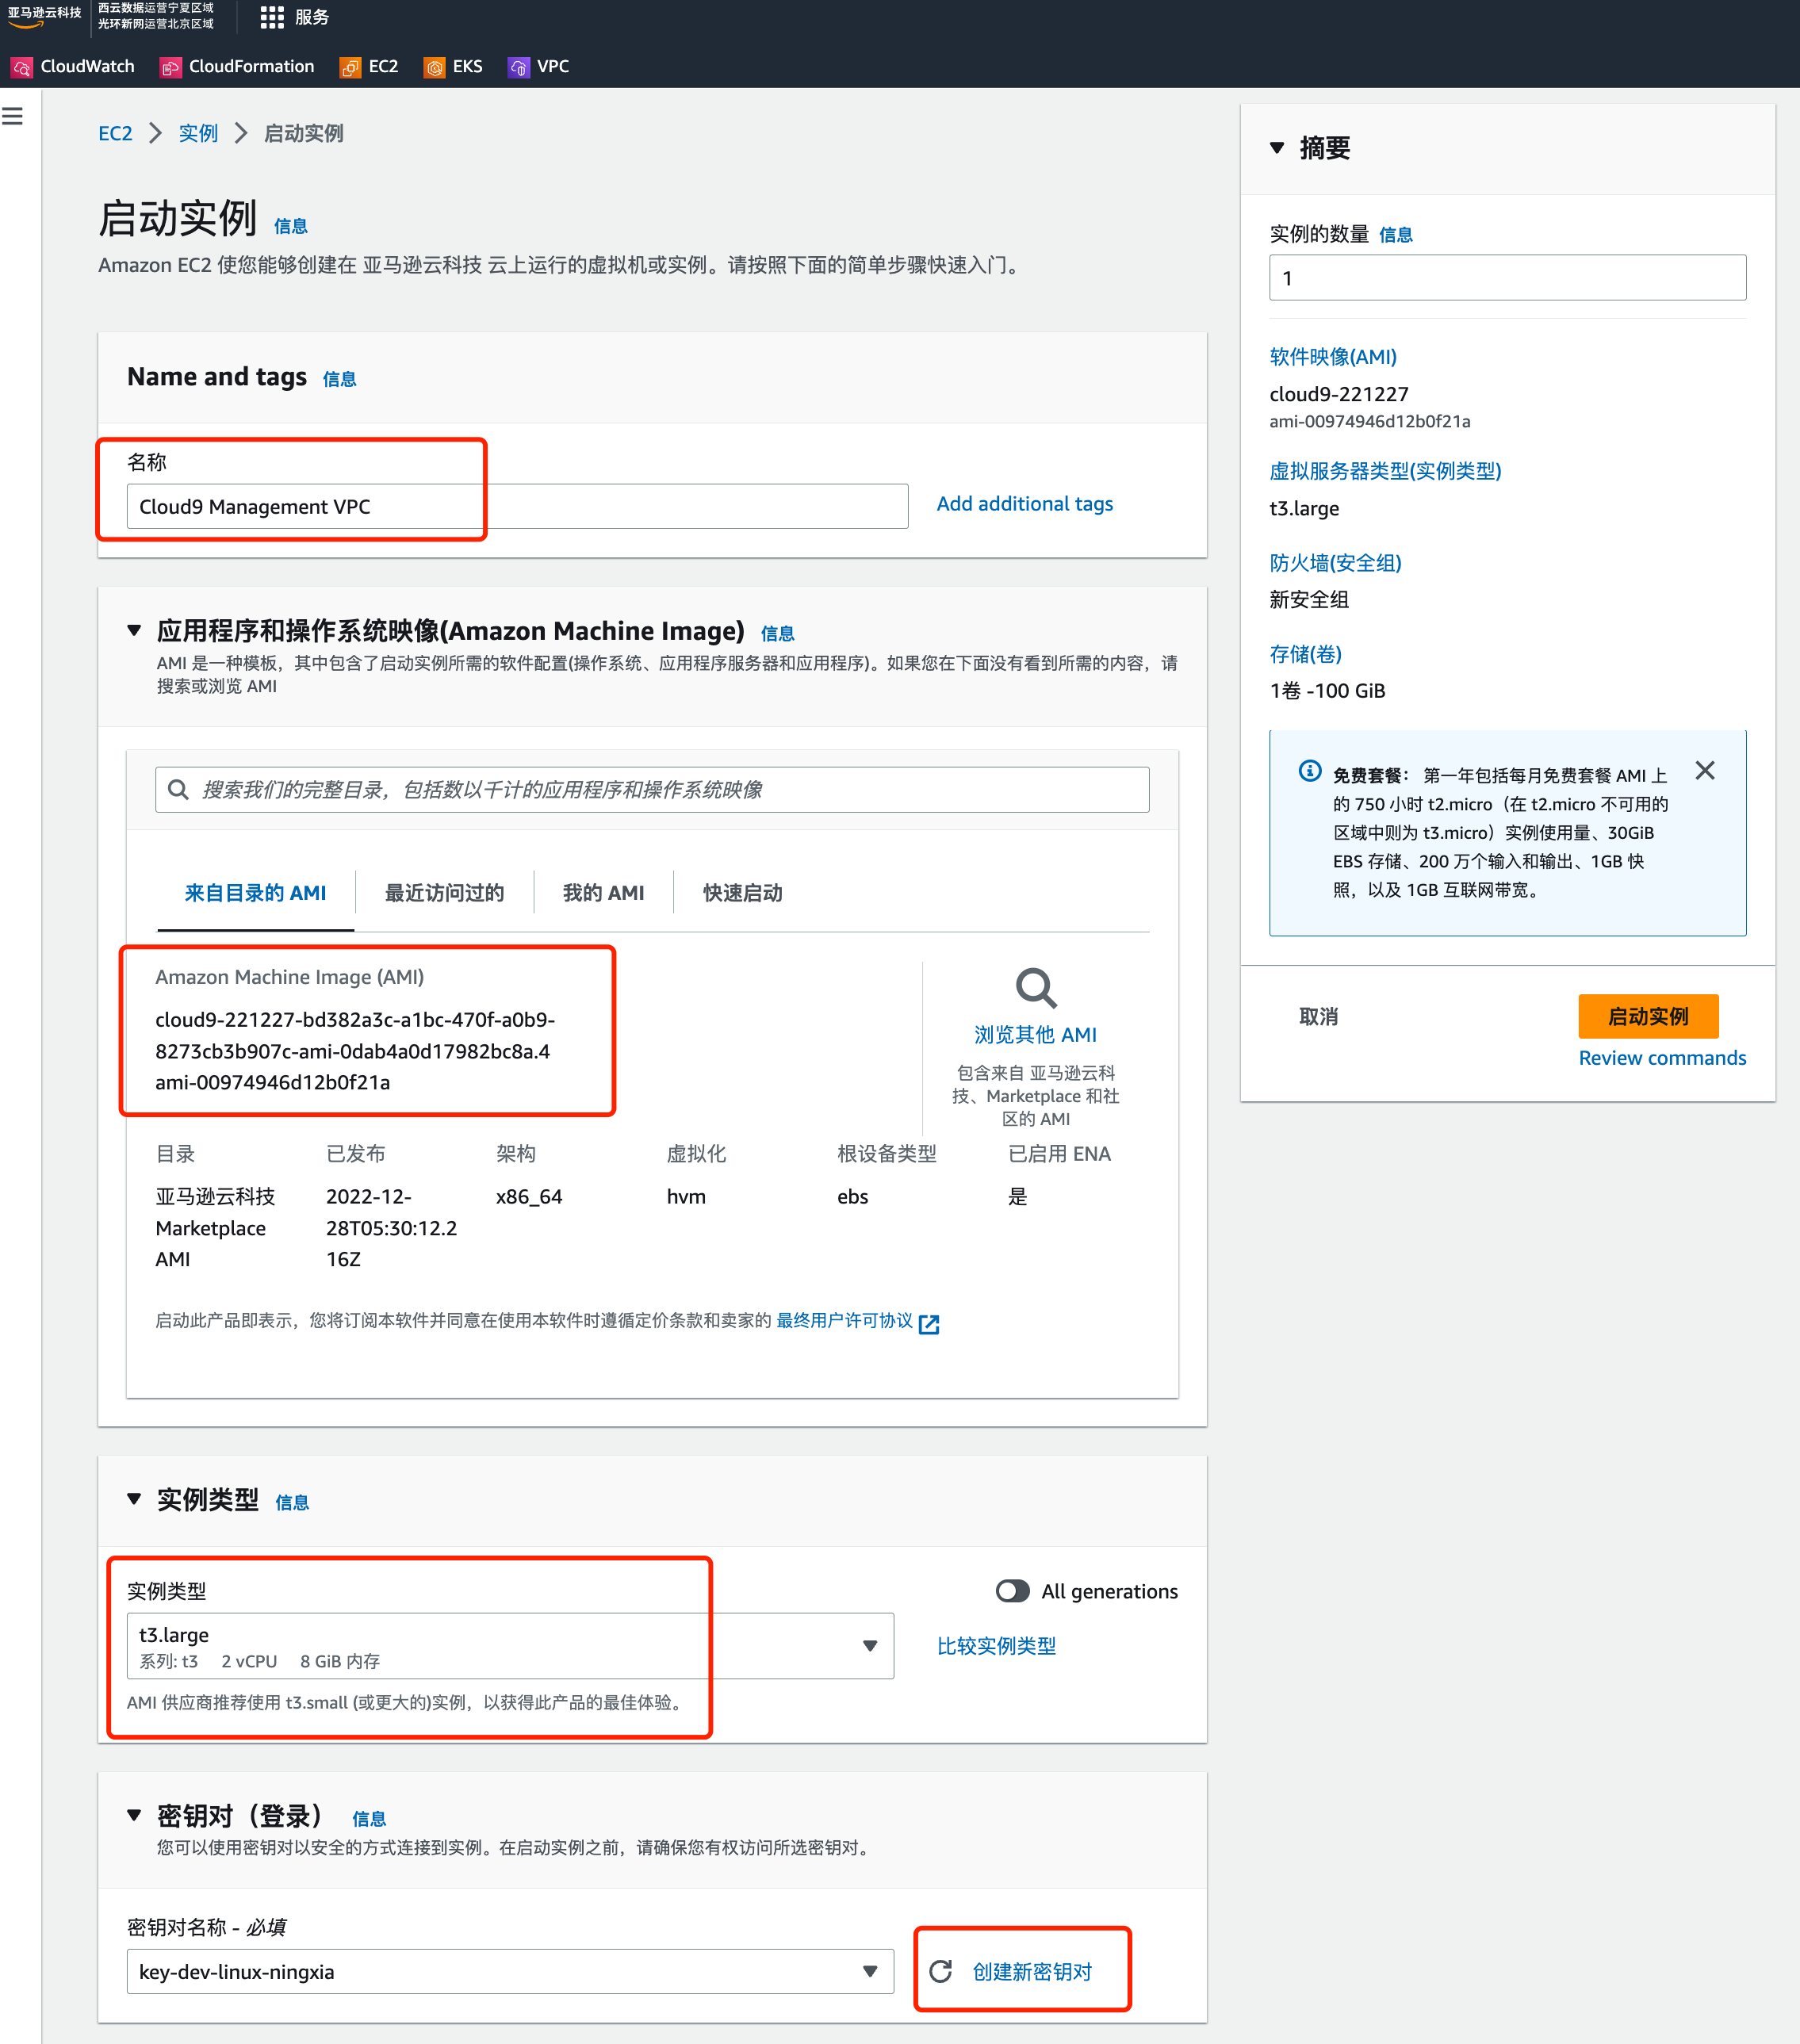 亚马逊云科技
西云数据运营宁夏区域
光环新网运营北京区域
服务
CloudWatch
CloudFormation
EC2
EKS
VPC
EC2
实例
启动实例
启动实例 信息
Amazon EC2 使您能够创建在 亚马逊云科技 云上运行的虚拟机或实例。请按照下面的简单步骤快速入门。
Name and tags 信息
名称
Cloud9 Management VPC
Add additional tags
应用程序和操作系统映像(Amazon Machine Image) 信息
AMI 是一种模板，其中包含了启动实例所需的软件配置(操作系统、应用程序服务器和应用程序)。如果您在下面没有看到所需的内容，请
搜索或浏览 AMI
搜索我们的完整目录，包括数以千计的应用程序和操作系统映像
来自目录的 AMI
最近访问过的
我的 AMI
快速启动
Amazon Machine Image (AMI)
cloud9-221227-bd382a3c-a1bc-470f-a0b9-
8273cb3b907c-ami-0dab4a0d17982bc8a.4
ami-00974946d12b0f21a
浏览其他 AMI
包含来自 亚马逊云科
技、Marketplace 和社
区的 AMI
目录
亚马逊云科技
Marketplace
AMI
已发布
2022-12-
28T05:30:12.2
16Z
架构
x86_64
虚拟化
hvm
根设备类型
ebs
已启用 ENA
是
启动此产品即表示，您将订阅本软件并同意在使用本软件时遵循定价条款和卖家的 最终用户许可协议
实例类型 信息
实例类型
t3.large
系列: t3 2 vCPU 8 GiB 内存
All generations
比较实例类型
AMI 供应商推荐使用 t3.small (或更大的)实例，以获得此产品的最佳体验。
密钥对（登录） 信息
您可以使用密钥对以安全的方式连接到实例。在启动实例之前，请确保您有权访问所选密钥对。
密钥对名称 - 必填
key-dev-linux-ningxia
创建新密钥对
摘要
实例的数量 信息
1
软件映像(AMI)
cloud9-221227
ami-00974946d12b0f21a
虚拟服务器类型(实例类型)
t3.large
防火墙(安全组)
新安全组
存储(卷)
1卷 -100 GiB
免费套餐： 第一年包括每月免费套餐 AMI 上
的 750 小时 t2.micro（在 t2.micro 不可用的
区域中则为 t3.micro）实例使用量、30GiB
EBS 存储、200 万个输入和输出、1GB 快
照，以及 1GB 互联网带宽。
取消
启动实例
Review commands